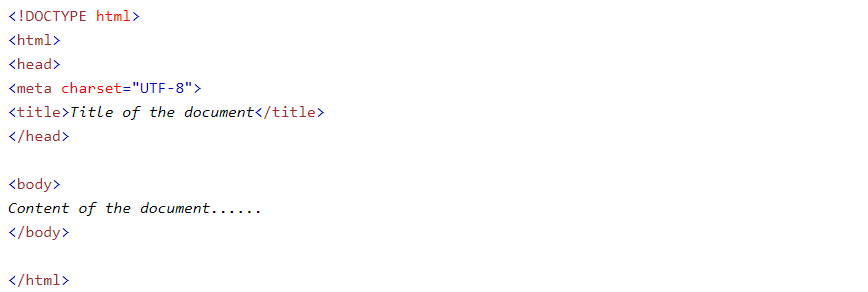 <!DOCTYPE html>
<html>
<head>
<meta charset="UTF-8">
<title>Title of the document</title>
</head>
<body>
Content of the document......
</body>
</html>